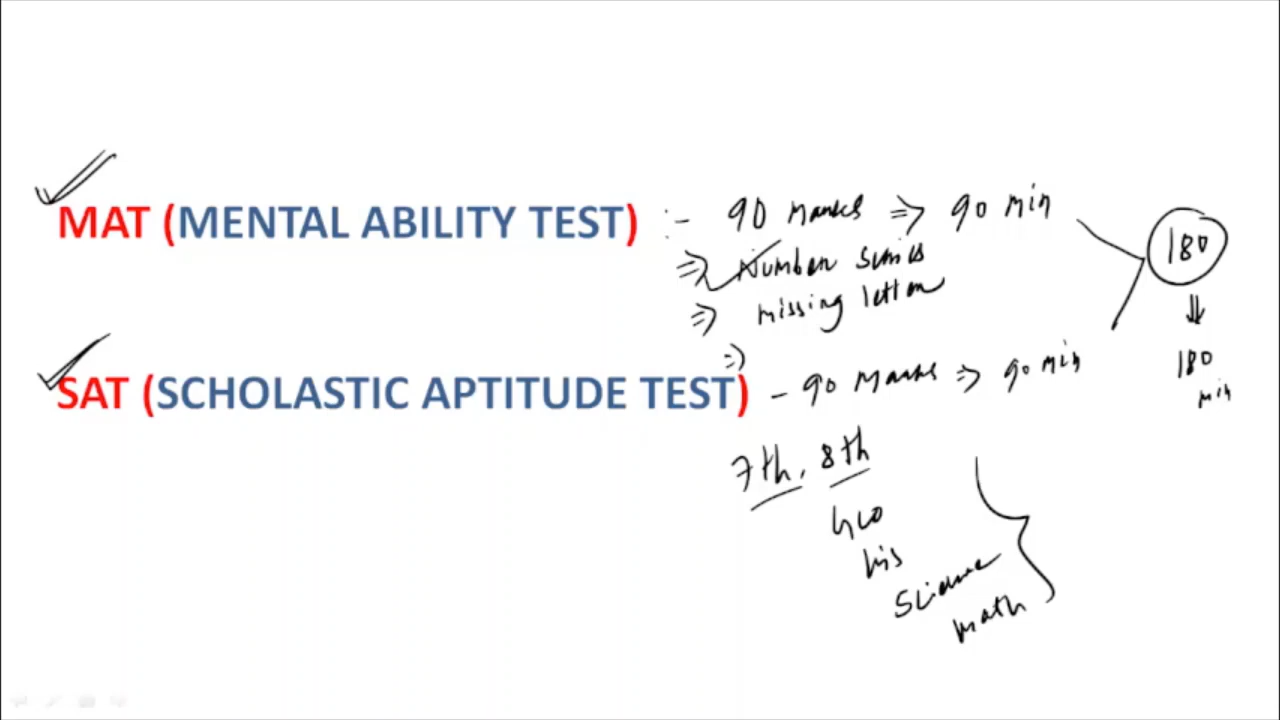 MAT (MENTAL ABILITY TEST) :- 90 Marks ⇒ 90 min
⇒ Number series
⇒ missing letter
⇒
SAT (SCHOLASTIC APTITUDE TEST) - 90 Marks ⇒ 90 min
180
⇓
180
min
7th, 8th
Geo
his
Science
math